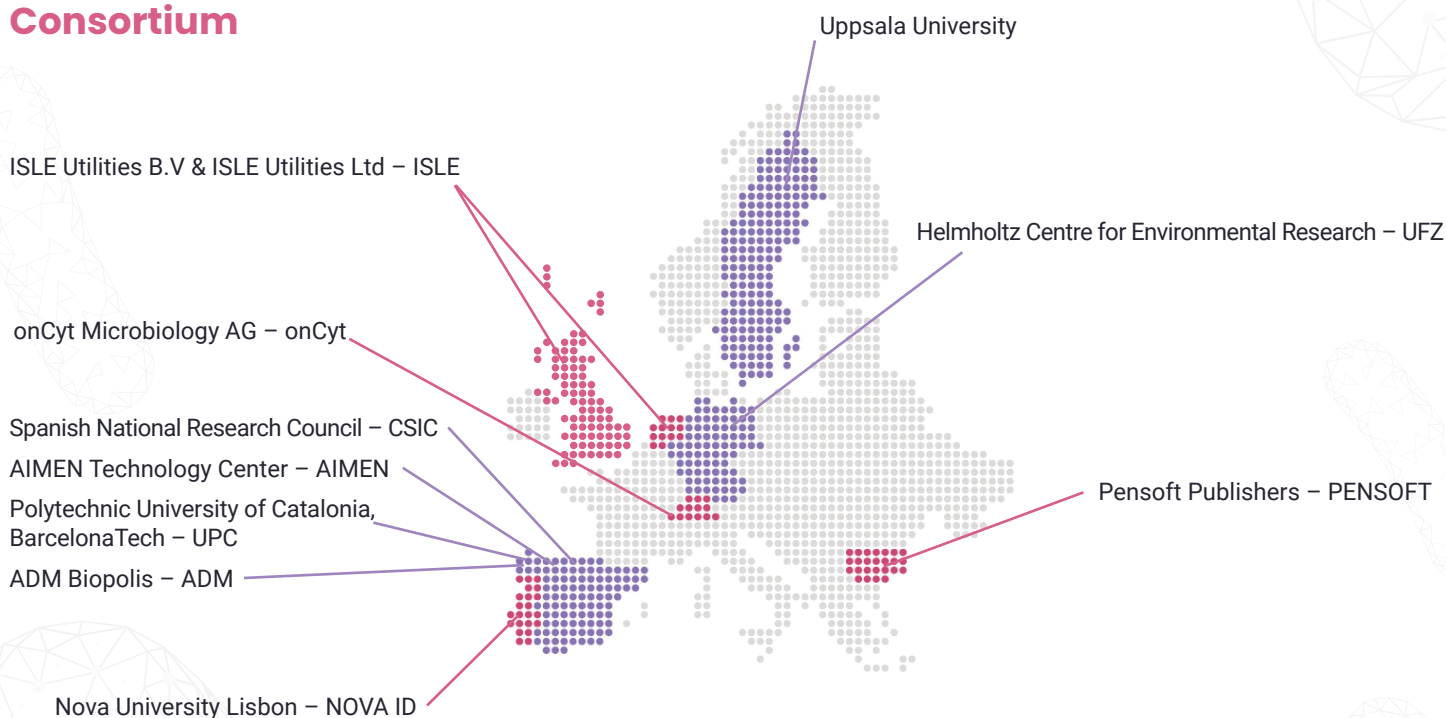 Consortium
Uppsala University
ISLE Utilities B.V & ISLE Utilities Ltd – ISLE
Helmholtz Centre for Environmental Research – UFZ
onCyt Microbiology AG – onCyt
Spanish National Research Council – CSIC
AIMEN Technology Center – AIMEN
Pensoft Publishers – PENSOFT
Polytechnic University of Catalonia,
BarcelonaTech – UPC
ADM Biopolis – ADM
Nova University Lisbon – NOVA ID